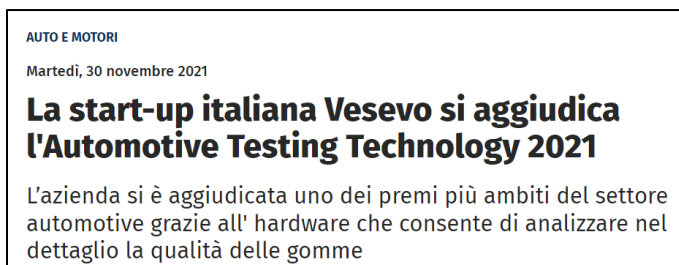 AUTO E MOTORI
Martedì, 30 novembre 2021
La start-up italiana Vesevo si aggiudica
l'Automotive Testing Technology 2021
L’azienda si è aggiudicata uno dei premi più ambiti del settore
automotive grazie all' hardware che consente di analizzare nel
dettaglio la qualità delle gomme